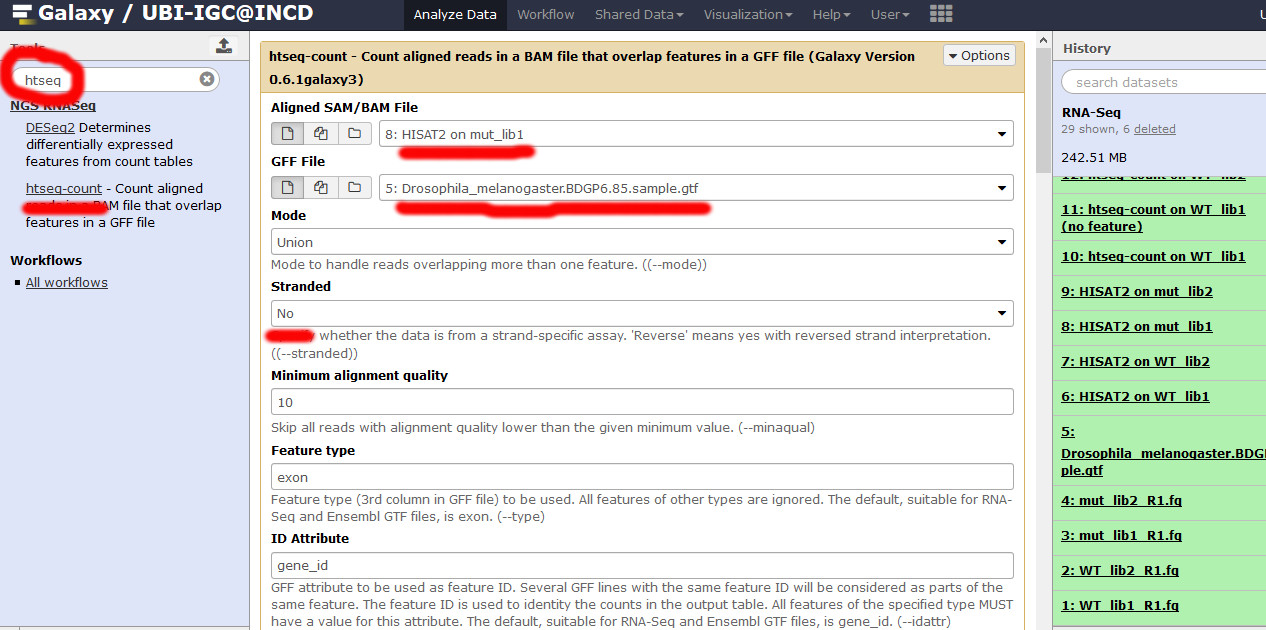 Galaxy / UBI-IGC@INCD
Analyze Data
Workflow
Shared Data
Visualization
Help
User
htseq
NGS RNASeq
DESeq2 Determines
differentially expressed
features from count tables
htseq-count - Count aligned
reads in a BAM file that overlap
features in a GFF file
Workflows
All workflows
htseq-count - Count aligned reads in a BAM file that overlap features in a GFF file (Galaxy Version
0.6.1galaxy3)
Options
Aligned SAM/BAM File
8: HISAT2 on mut_lib1
GFF File
5: Drosophila_melanogaster.BDGP6.85.sample.gtf
Mode
Union
Mode to handle reads overlapping more than one feature. ((--mode))
Stranded
No
whether the data is from a strand-specific assay. 'Reverse' means yes with reversed strand interpretation.
((--stranded))
Minimum alignment quality
10
Skip all reads with alignment quality lower than the given minimum value. (--minaqual)
Feature type
exon
Feature type (3rd column in GFF file) to be used. All features of other types are ignored. The default, suitable for RNA-
Seq and Ensembl GTF files, is exon. (--type)
ID Attribute
gene_id
GFF attribute to be used as feature ID. Several GFF lines with the same feature ID will be considered as parts of the
same feature. The feature ID is used to identity the counts in the output table. All features of the specified type MUST
have a value for this attribute. The default, suitable for RNA-Seq and Ensembl GTF files, is gene_id. (--idattr)
History
search datasets
RNA-Seq
29 shown, 6 deleted
242.51 MB
12: htseq-count on WT_lib2
11: htseq-count on WT_lib1
(no feature)
10: htseq-count on WT_lib1
9: HISAT2 on mut_lib2
8: HISAT2 on mut_lib1
7: HISAT2 on WT_lib2
6: HISAT2 on WT_lib1
5:
Drosophila_melanogaster.BDG
ple.gtf
4: mut_lib2_R1.fq
3: mut_lib1_R1.fq
2: WT_lib2_R1.fq
1: WT_lib1_R1.fq